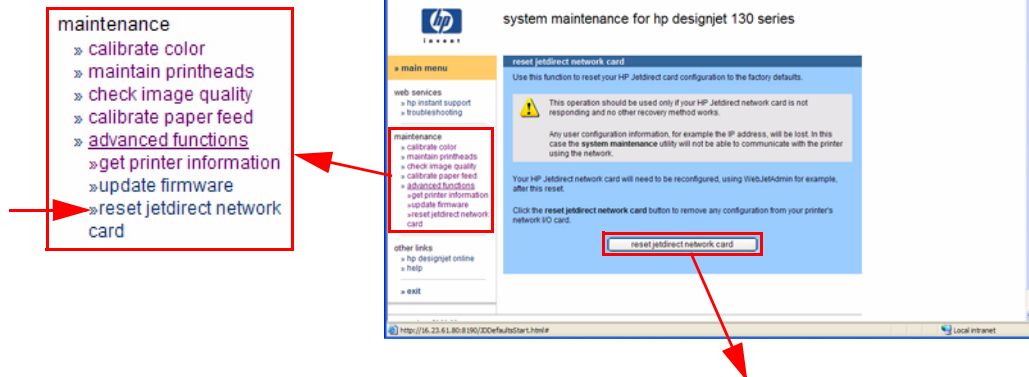 maintenance
» calibrate color
» maintain printheads
» check image quality
» calibrate paper feed
» advanced functions
»get printer information
»update firmware
»reset jetdirect network
card
hp
invent
system maintenance for hp designjet 130 series
» main menu
web services
» hp instant support
» troubleshooting
maintenance
» calibrate color
» maintain printheads
» check image quality
» calibrate paper feed
» advanced functions
»get printer information
»update firmware
»reset jetdirect network
card
other links
» hp designjet online
» help
» exit
reset jetdirect network card
Use this function to reset your HP Jetdirect card configuration to the factory defaults.
This operation should be used only if your HP Jetdirect network card is not
responding and no other recovery method works.
Any user configuration information, for example the IP address, will be lost. In this
case the system maintenance utility will not be able to communicate with the printer
using the network.
Your HP Jetdirect network card will need to be reconfigured, using WebJetAdmin for example,
after this reset.
Click the reset jetdirect network card button to remove any configuration from your printer's
network I/O card.
reset jetdirect network card
http://16.23.61.80:8190/JDDefaultsStart.html#
Local intranet